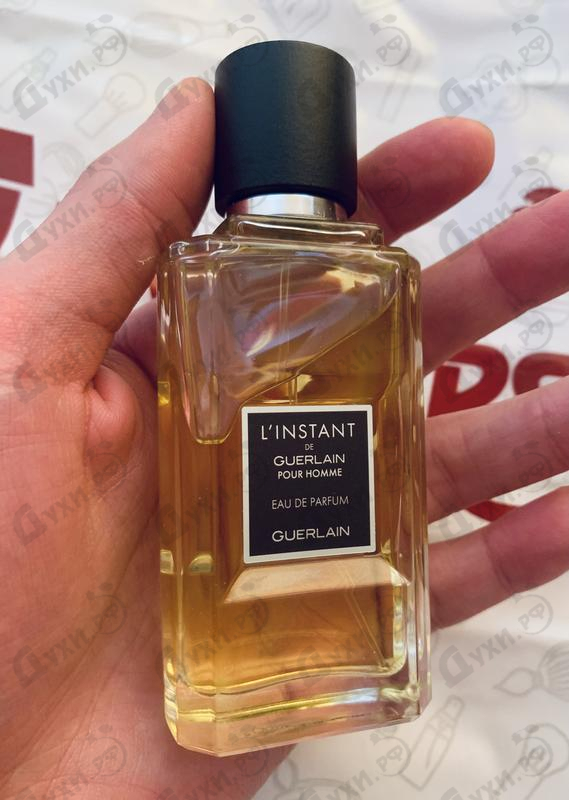 L'INSTANT
DE
GUERLAIN
POUR HOMME
EAU DE PARFUM
GUERLAIN
Духи.РФ